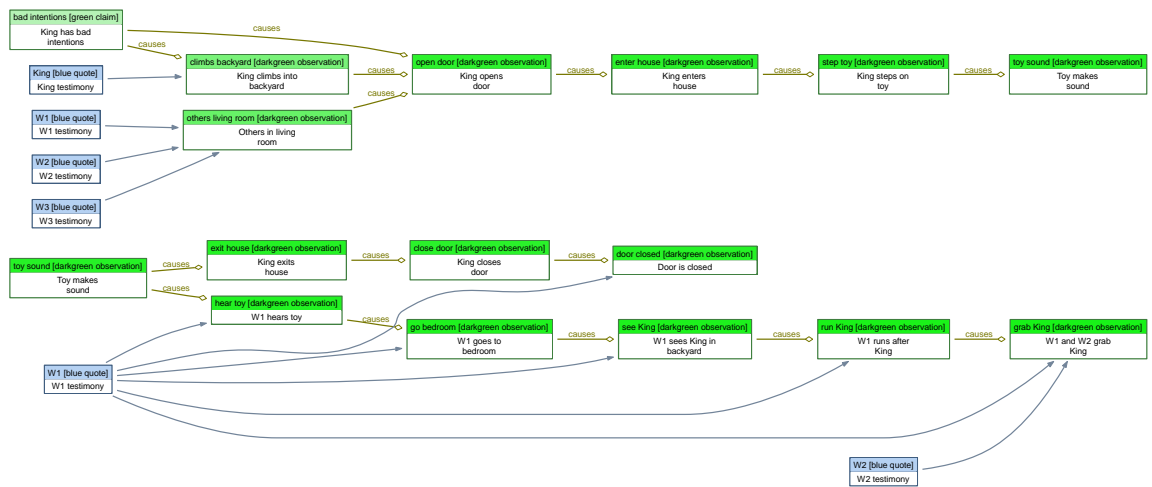 bad intentions [green claim]
King has bad
intentions
causes
causes
climbs backyard [darkgreen observation]
King climbs into
backyard
causes
open door [darkgreen observation]
King opens
door
causes
enter house [darkgreen observation]
King enters
house
causes
step toy [darkgreen observation]
King steps on
toy
causes
toy sound [darkgreen observation]
Toy makes
sound
King [blue quote]
King testimony
causes
W1 [blue quote]
W1 testimony
others living room [darkgreen observation]
Others in living
room
W2 [blue quote]
W2 testimony
W3 [blue quote]
W3 testimony
toy sound [darkgreen observation]
Toy makes
sound
causes
exit house [darkgreen observation]
King exits
house
causes
close door [darkgreen observation]
King closes
door
causes
door closed [darkgreen observation]
Door is closed
causes
hear toy [darkgreen observation]
W1 hears toy
causes
go bedroom [darkgreen observation]
W1 goes to
bedroom
causes
see King [darkgreen observation]
W1 sees King in
backyard
causes
run King [darkgreen observation]
W1 runs after
King
causes
grab King [darkgreen observation]
W1 and W2 grab
King
W1 [blue quote]
W1 testimony
W2 [blue quote]
W2 testimony